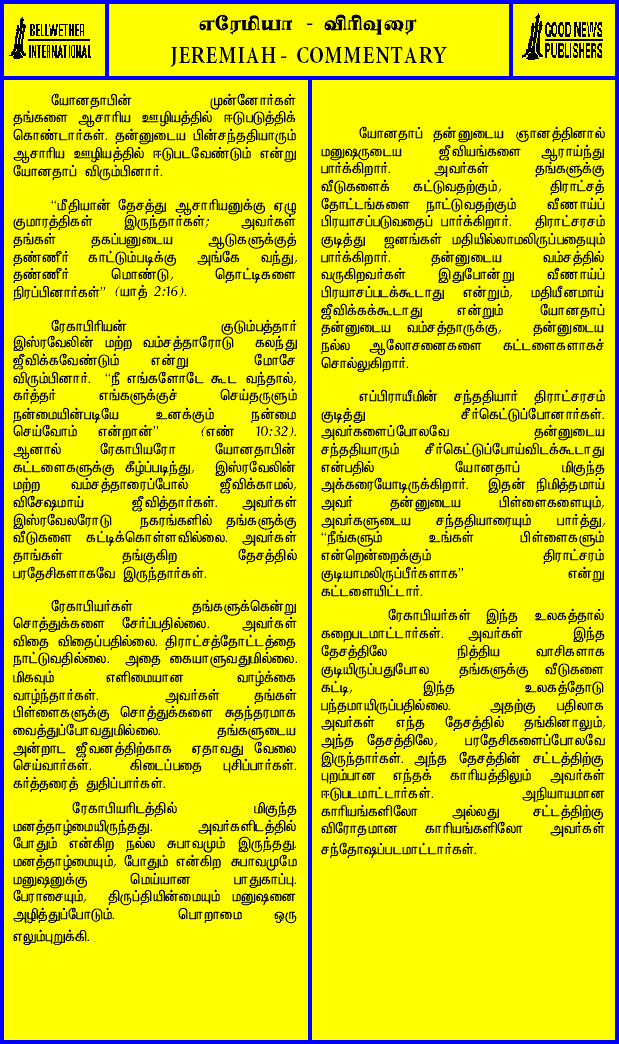 BELLWETHER
INTERNATIONAL
எரேமியா - விரிவுரை
JEREMIAH - COMMENTARY
GOOD NEWS
PUBLISHERS
யோனதாபின் முன்னோர்கள்
தங்களை ஆசாரிய ஊழியத்தில் ஈடுபடுத்திக்
கொண்டார்கள். தன்னுடைய பின்சந்ததியாரும்
ஆசாரிய ஊழியத்தில் ஈடுபடவேண்டும் என்று
யோனதாப் விரும்பினார்.
“மீதியான் தேசத்து ஆசாரியனுக்கு ஏழு
குமாரத்திகள் இருந்தார்கள்; அவர்கள்
தங்கள் தகப்பனுடைய ஆடுகளுக்குத்
தண்ணீர் காட்டும்படிக்கு அங்கே வந்து,
தண்ணீர் மொண்டு, தொட்டிகளை
நிரப்பினார்கள்” (யாத் 2:16).
ரேகாபிரியன் குடும்பத்தார்
இஸ்ரவேலின் மற்ற வம்சத்தாரோடு கலந்து
ஜீவிக்கவேண்டும் என்று மோசே
விரும்பினார். “நீ எங்களோடே கூட வந்தால்,
கர்த்தர் எங்களுக்குச் செய்தருளும்
நன்மையின்படியே உனக்கும் நன்மை
செய்வோம் என்றான்” (எண் 10:32).
ஆனால் ரேகாபியரோ யோனதாபின்
கட்டளைகளுக்கு கீழ்ப்படிந்து, இஸ்ரவேலின்
மற்ற வம்சத்தாரைப்போல் ஜீவிக்காமல்,
விசேஷமாய் ஜீவித்தார்கள். அவர்கள்
இஸ்ரவேலரோடு நகரங்களில் தங்களுக்கு
வீடுகளை கட்டிக்கொள்ளவில்லை. அவர்கள்
தாங்கள் தங்குகிற தேசத்தில்
பரதேசிகளாகவே இருந்தார்கள்.
ரேகாபியர்கள் தங்களுக்கென்று
சொத்துக்களை சேர்ப்பதில்லை. அவர்கள்
விதை விதைப்பதில்லை. திராட்சத்தோட்டத்தை
நாட்டுவதில்லை. அதை கையாளுவதுமில்லை.
மிகவும் எளிமையான வாழ்க்கை
வாழ்ந்தார்கள். அவர்கள் தங்கள்
பிள்ளைகளுக்கு சொத்துக்களை சுதந்தரமாக
வைத்துப்போவதுமில்லை. தங்களுடைய
அன்றாட ஜீவனத்திற்காக ஏதாவது வேலை
செய்வார்கள். கிடைப்பதை புசிப்பார்கள்.
கர்த்தரைத் துதிப்பார்கள்.
ரேகாபியரிடத்தில் மிகுந்த
மனத்தாழ்மையிருந்தது. அவர்களிடத்தில்
போதும் என்கிற நல்ல சுபாவமும் இருந்தது.
மனத்தாழ்மையும், போதும் என்கிற சுபாவமுமே
மனுஷனுக்கு மெய்யான பாதுகாப்பு.
பேராசையும், திருப்தியின்மையும் மனுஷனை
அழித்துப்போடும். பொறாமை ஒரு
எலும்புறுக்கி.
யோனதாப் தன்னுடைய ஞானத்தினால்
மனுஷருடைய ஜீவியங்களை ஆராய்ந்து
பார்க்கிறார். அவர்கள் தங்களுக்கு
வீடுகளைக் கட்டுவதற்கும், திராட்சத்
தோட்டங்களை நாட்டுவதற்கும் வீணாய்ப்
பிரயாசப்படுவதைப் பார்க்கிறார். திராட்சரசம்
குடித்து ஜனங்கள் மதியில்லாமலிருப்பதையும்
பார்க்கிறார். தன்னுடைய வம்சத்தில்
வருகிறவர்கள் இதுபோன்று வீணாய்ப்
பிரயாசப்படக்கூடாது என்றும், மதியீனமாய்
ஜீவிக்கக்கூடாது என்றும் யோனதாப்
தன்னுடைய வம்சத்தாருக்கு, தன்னுடைய
நல்ல ஆலோசனைகளை கட்டளைகளாகச்
சொல்லுகிறார்.
எப்பிராயீமின் சந்ததியார் திராட்சரசம்
குடித்து சீர்கெட்டுப்போனார்கள்.
அவர்களைப்போலவே தன்னுடைய
சந்ததியாரும் சீர்கெட்டுப்போய்விடக்கூடாது
என்பதில் யோனதாப் மிகுந்த
அக்கரையோடிருக்கிறார். இதன் நிமித்தமாய்
அவர் தன்னுடைய பிள்ளைகளையும்,
அவர்களுடைய சந்ததியாரையும் பார்த்து,
“நீங்களும் உங்கள் பிள்ளைகளும்
என்றென்றைக்கும் திராட்சரம்
குடியாமலிருப்பீர்களாக” என்று
கட்டளையிட்டார்.
ரேகாபியர்கள் இந்த உலகத்தால்
கறைபடமாட்டார்கள். அவர்கள் இந்த
தேசத்திலே நித்திய வாசிகளாக
குடியிருப்பதுபோல தங்களுக்கு வீடுகளை
கட்டி, இந்த உலகத்தோடு
பந்தமாயிருப்பதில்லை. அதற்கு பதிலாக
அவர்கள் எந்த தேசத்தில் தங்கினாலும்,
அந்த தேசத்திலே, பரதேசிகளைப்போலவே
இருந்தார்கள். அந்த தேசத்தின் சட்டத்திற்கு
புறம்பான எந்தக் காரியத்திலும் அவர்கள்
ஈடுபடமாட்டார்கள். அநியாயமான
காரியங்களிலோ அல்லது சட்டத்திற்கு
விரோதமான காரியங்களிலோ அவர்கள்
சந்தோஷப்படமாட்டார்கள்.